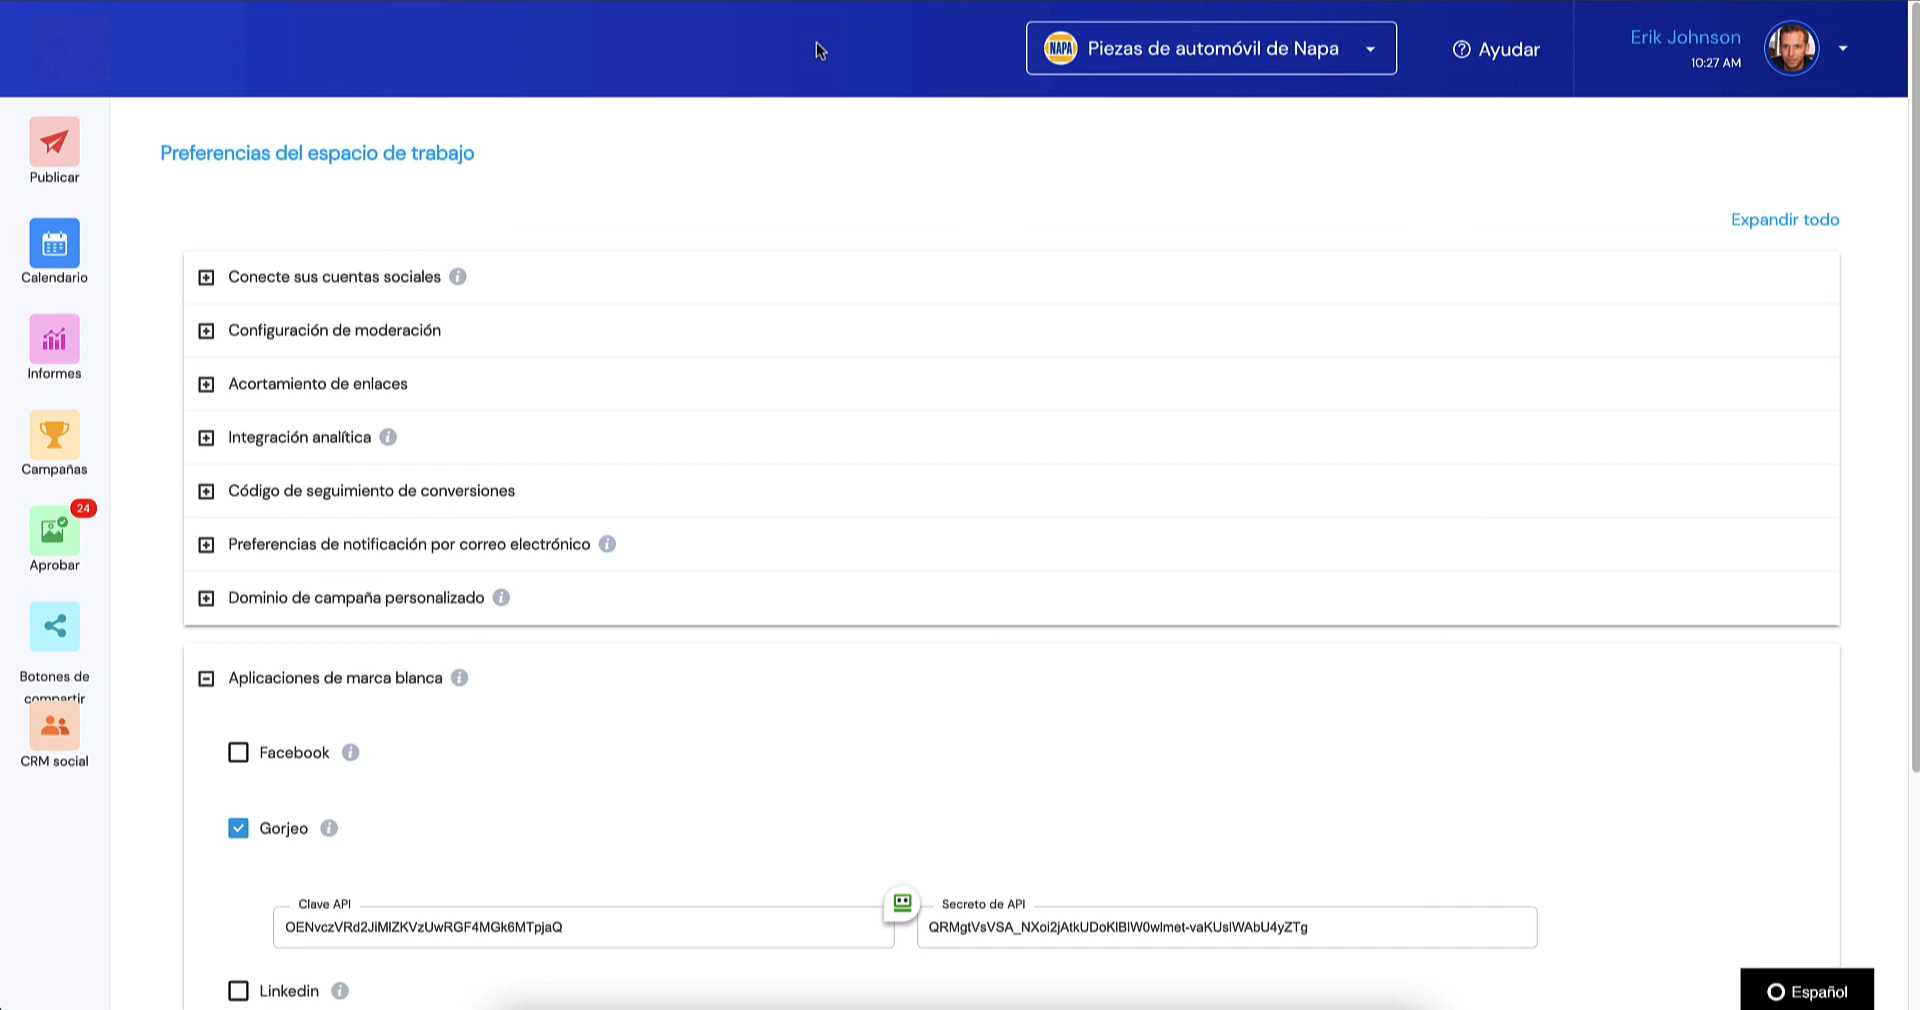 NAPA
Piezas de automóvil de Napa
Ayudar
Erik Johnson
10:27 AM
Publicar
Calendario
Informes
Campañas
24
Aprobar
Botones de
compartir
CRM social
Preferencias del espacio de trabajo
Expandir todo
Conecte sus cuentas sociales
Configuración de moderación
Acortamiento de enlaces
Integración analítica
Código de seguimiento de conversiones
Preferencias de notificación por correo electrónico
Dominio de campaña personalizado
Aplicaciones de marca blanca
Facebook
Gorjeo
Clave API
OENvczVRd2JiMlZKVzUwRGF4MGk6MTpjaQ
Secreto de API
QRMgtVsVSA_NXoi2jAtkUDoKlBlW0wlmet-vaKUslWAbU4yZTg
Linkedin
Español